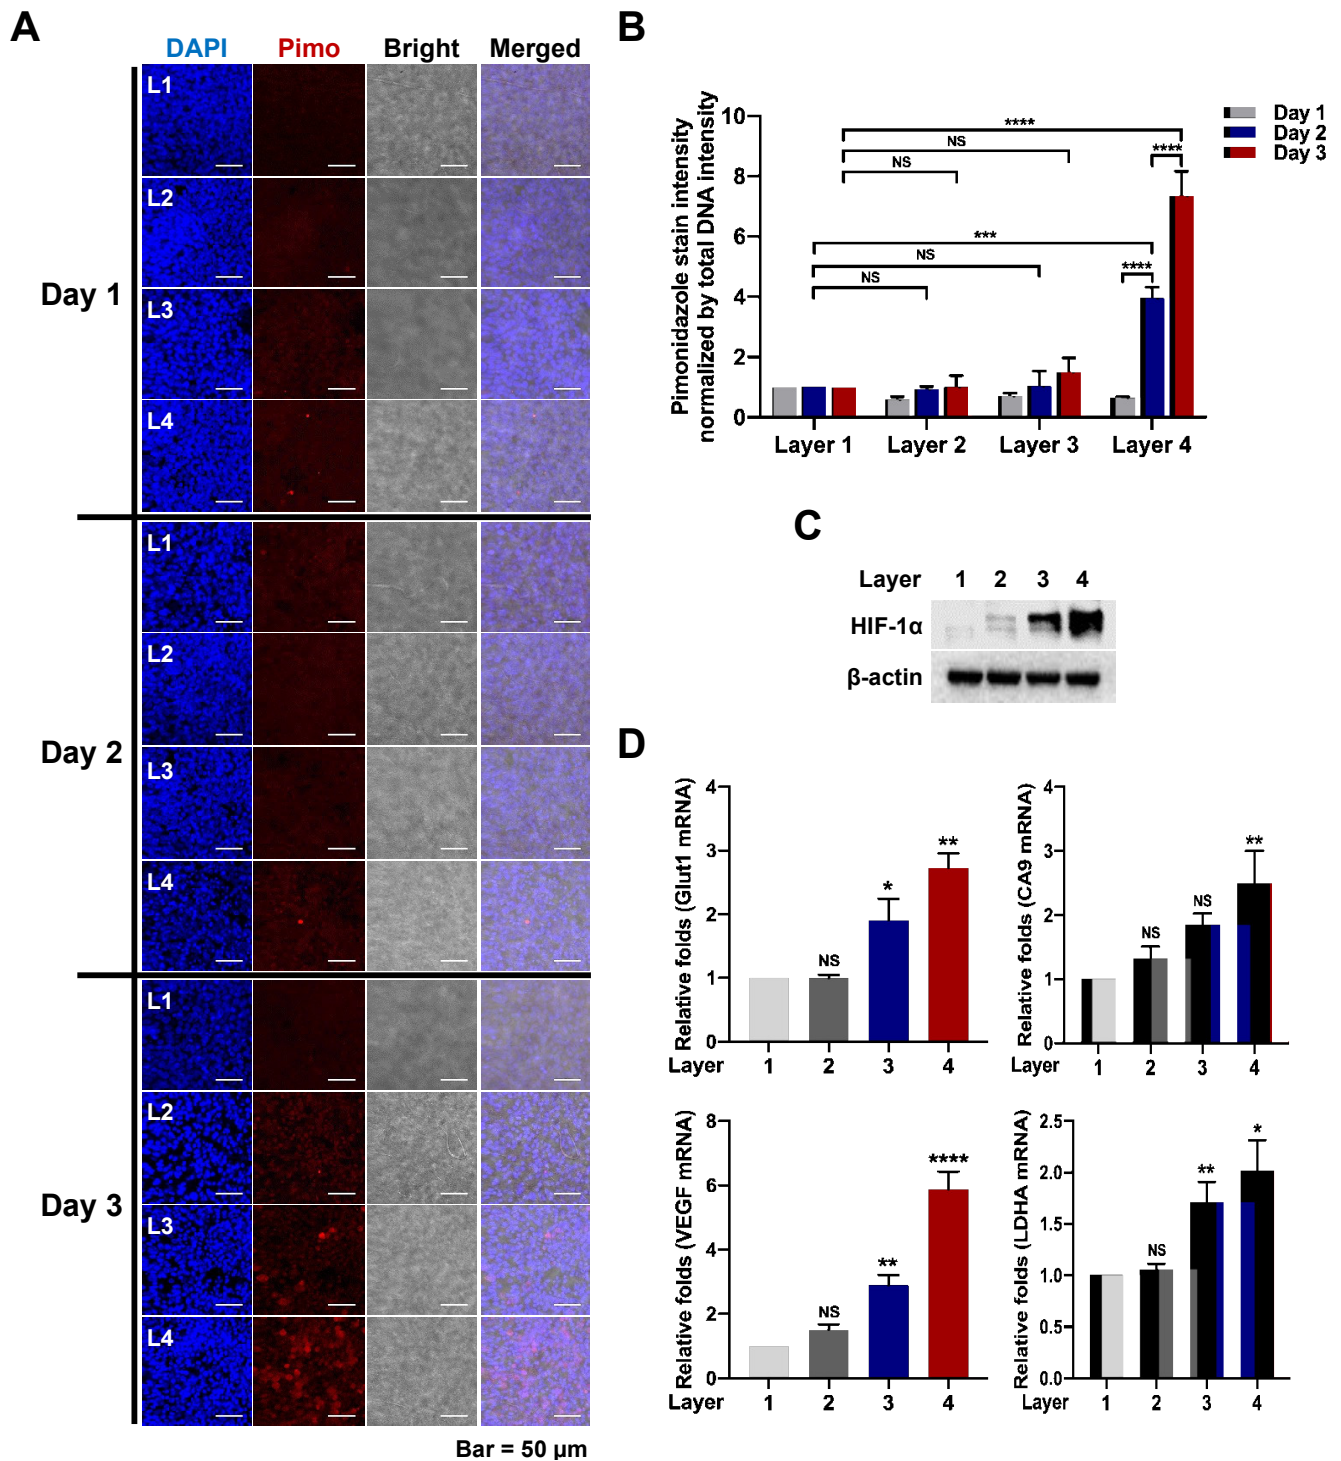 A
DAPI Pimo Bright Merged
Day 1
L1
L2
L3
L4
Day 2
L1
L2
L3
L4
Day 3
L1
L2
L3
L4
Bar = 50 μm
B
Pimonidazole stain intensity
normalized by total DNA intensity
10
8
6
4
2
0
Layer 1 Layer 2 Layer 3 Layer 4
**** 
NS
NS
****
***
NS
NS
****
Day 1
Day 2
Day 3
C
Layer 1 2 3 4
HIF-1α
β-actin
D
Relative folds (Glut1 mRNA)
4
3
2
1
0
NS * **
Layer 1 2 3 4
Relative folds (CA9 mRNA)
4
3
2
1
0
NS NS **
Layer 1 2 3 4
Relative folds (VEGF mRNA)
8
6
4
2
0
NS ** ****
Layer 1 2 3 4
Relative folds (LDHA mRNA)
2.5
2.0
1.5
1.0
0.5
0.0
NS ** *
Layer 1 2 3 4